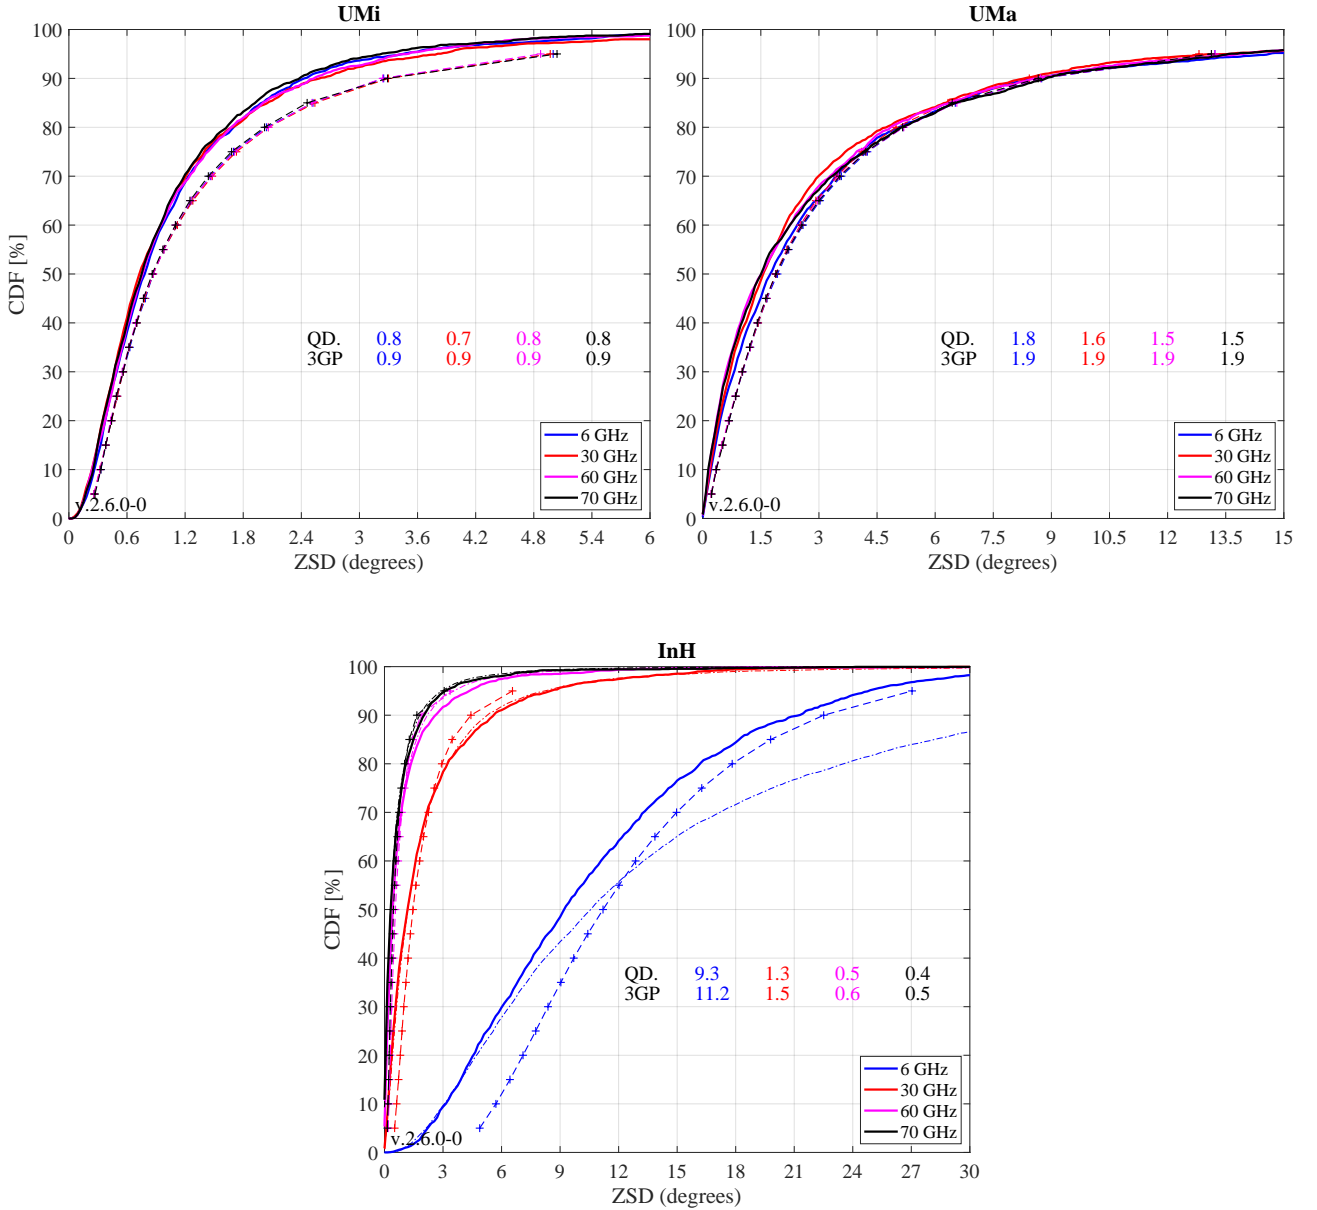 UMi
100
90
80
70
60
50
40
30
20
10
0
CDF [%]
QD. 0.8 0.7 0.8 0.8
3GP 0.9 0.9 0.9 0.9
6 GHz
30 GHz
60 GHz
70 GHz
v.2.6.0-0
0 0.6 1.2 1.8 2.4 3 3.6 4.2 4.8 5.4 6
ZSD (degrees)
UMa
100
90
80
70
60
50
40
30
20
10
0
QD. 1.8 1.6 1.5 1.5
3GP 1.9 1.9 1.9 1.9
6 GHz
30 GHz
60 GHz
70 GHz
v.2.6.0-0
0 1.5 3 4.5 6 7.5 9 10.5 12 13.5 15
ZSD (degrees)
InH
100
90
80
70
60
50
40
30
20
10
0
CDF [%]
QD. 9.3 1.3 0.5 0.4
3GP 11.2 1.5 0.6 0.5
6 GHz
30 GHz
60 GHz
70 GHz
v.2.6.0-0
0 3 6 9 12 15 18 21 24 27 30
ZSD (degrees)